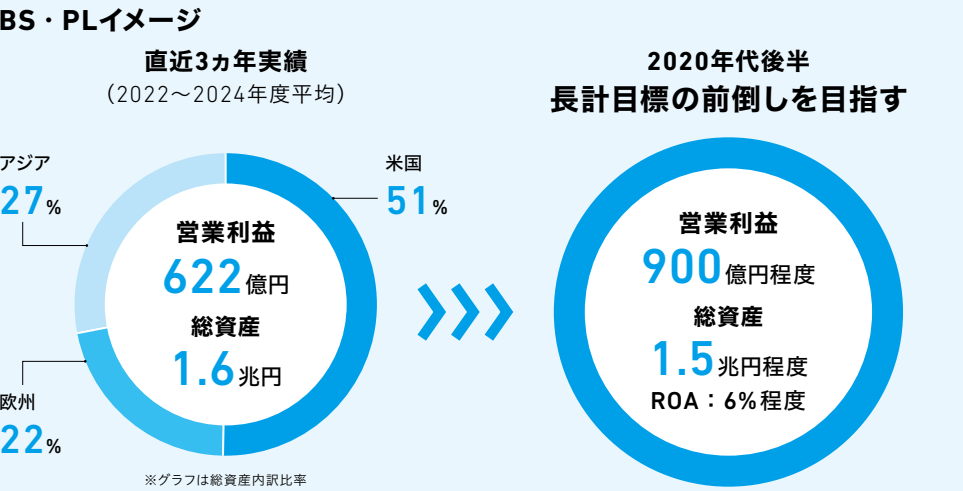 BS・PLイメージ
直近3ヵ年実績
（2022〜2024年度平均）
アジア
27%
米国
51%
欧州
22%
営業利益
622億円
総資産
1.6兆円
※グラフは総資産内訳比率
2020年代後半
長計目標の前倒しを目指す
営業利益
900億円程度
総資産
1.5兆円程度
ROA：6%程度